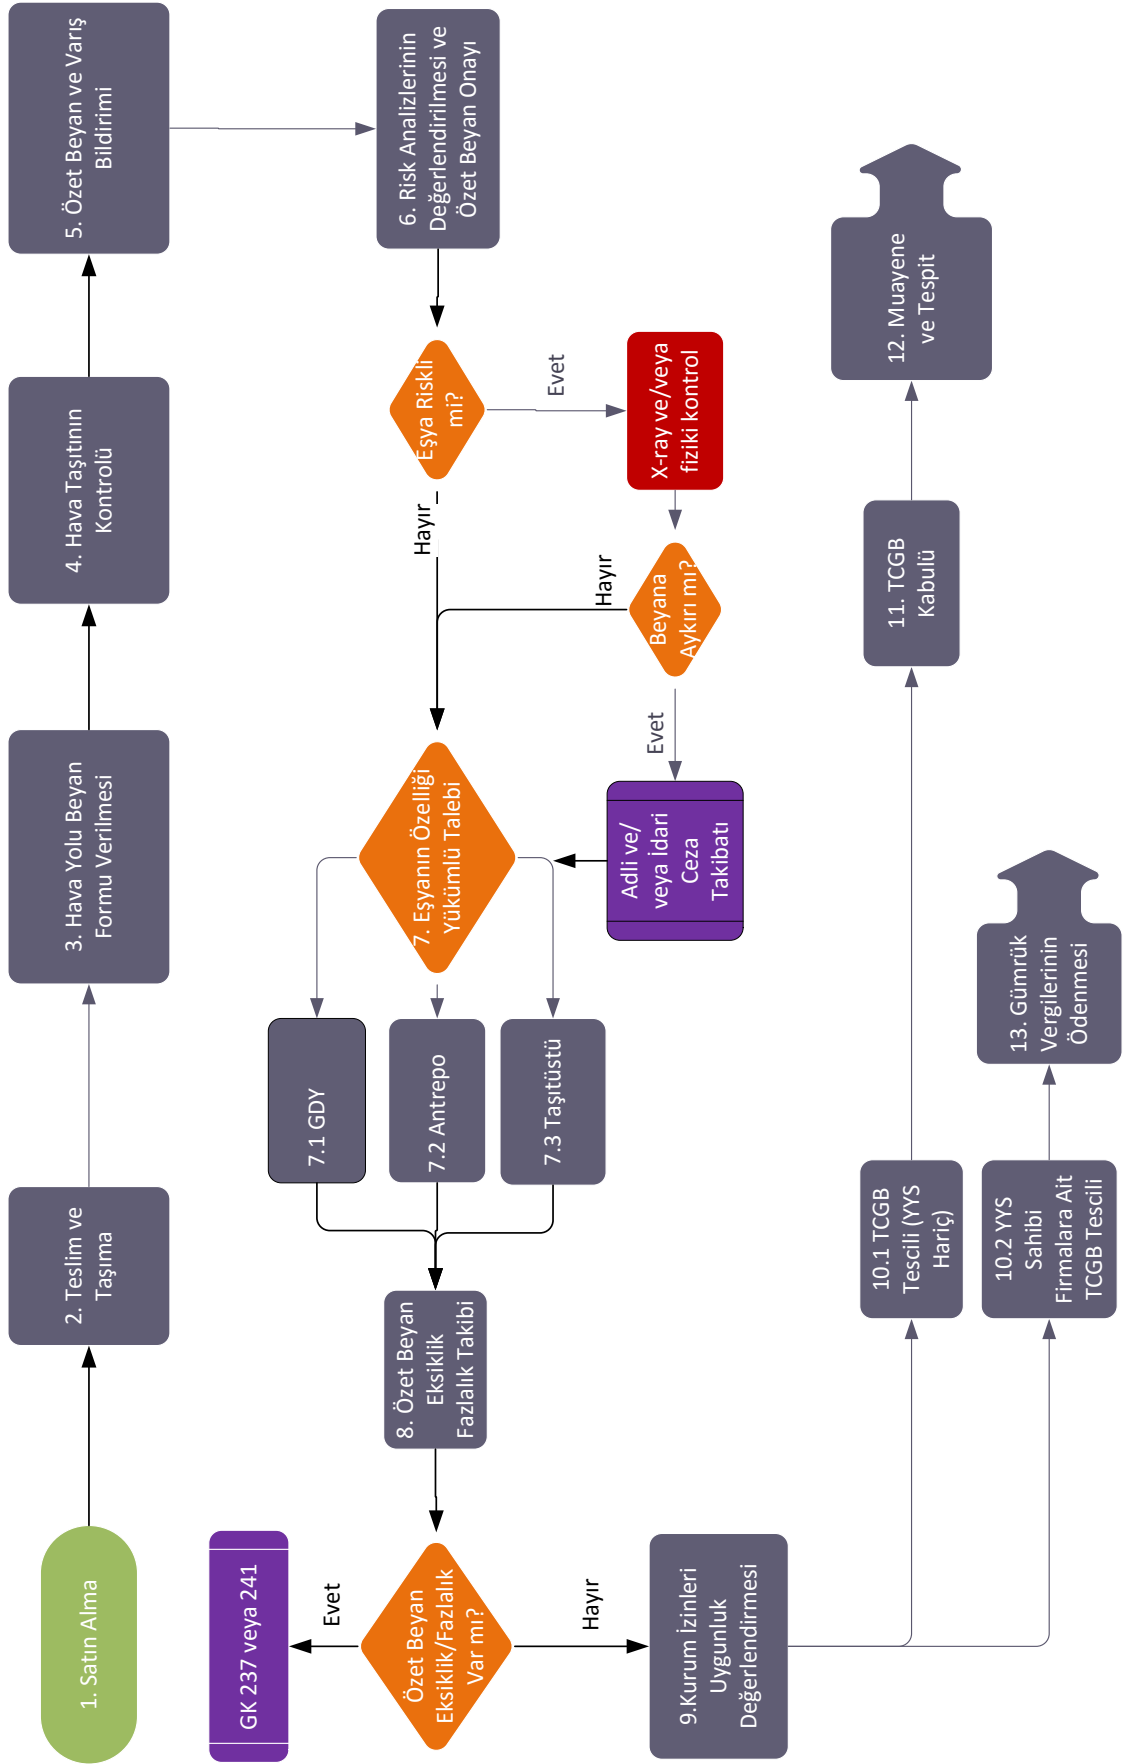 1. Satın Alma
2. Teslim ve
Taşıma
3. Hava Yolu Beyan
Formu Verilmesi
4. Hava Taşıtının
Kontrolü
5. Özet Beyan ve Varış
Bildirimi
6. Risk Analizlerinin
Değerlendirilmesi ve
Özet Beyan Onayı
Eşya Riskli
mi?
Evet
Hayır
X-ray ve/veya
fiziki kontrol
Beyana
Aykırı mı?
Hayır
Evet
Adli ve/
veya İdari
Ceza
Takibatı
7. Eşyanın Özelliği
Yükümlü Talebi
7.1 GDY
7.2 Antrepo
7.3 Taşıtüstü
8. Özet Beyan
Eksiklik
Fazlalık Takibi
Özet Beyan
Eksiklik/Fazlalık
Var mı?
Evet
GK 237 veya 241
Hayır
9.Kurum İzinleri
Uygunluk
Değerlendirmesi
10.1 TCGB
Tescili (YYS
Hariç)
10.2 YYS
Sahibi
Firmalara Ait
TCGB Tescili
11. TCGB
Kabulü
12. Muayene
ve Tespit
13. Gümrük
Vergilerinin
Ödenmesi